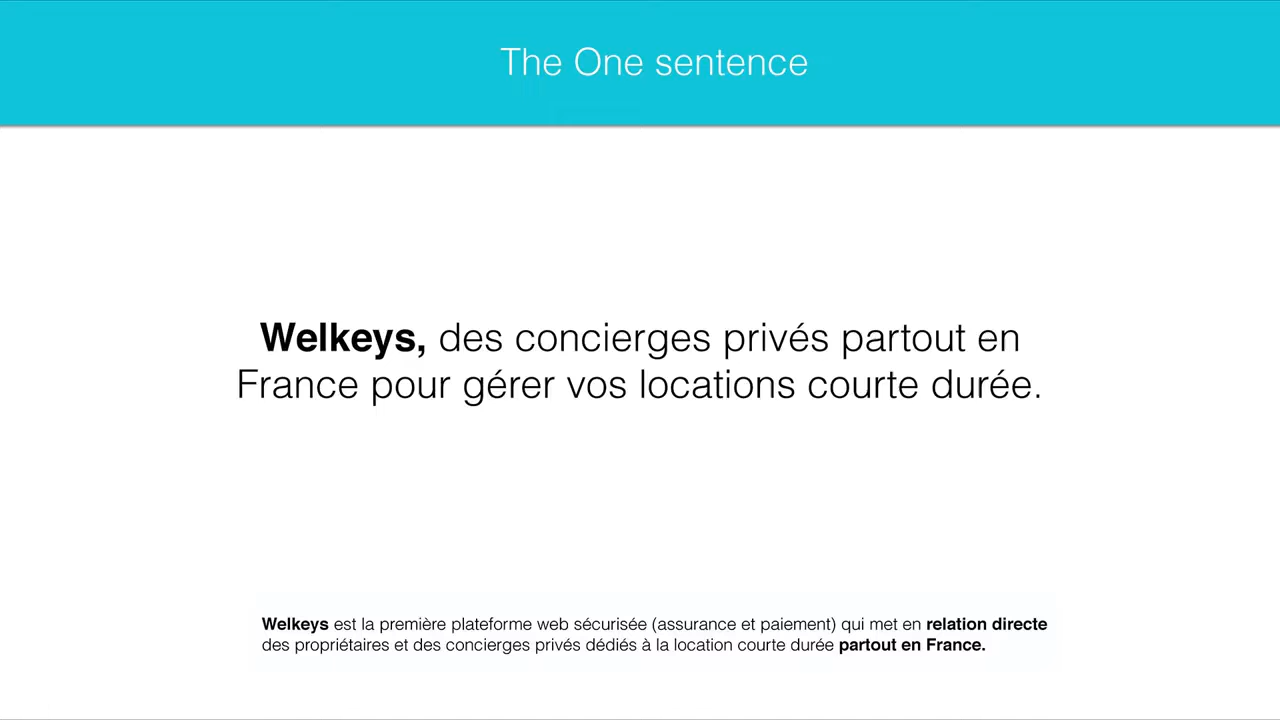 The One sentence
Welkeys, des concierges privés partout en
France pour gérer vos locations courte durée.
Welkeys est la première plateforme web sécurisée (assurance et paiement) qui met en relation directe
des propriétaires et des concierges privés dédiés à la location courte durée partout en France.